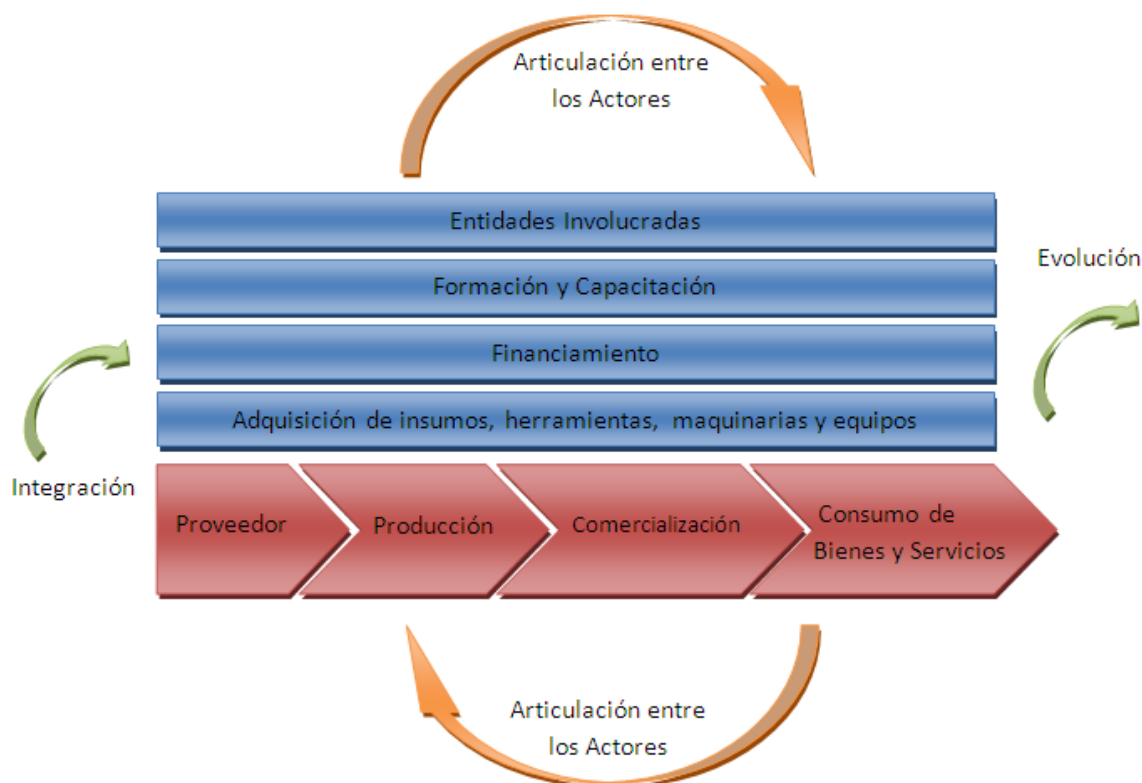 Articulación entre
los Actores
Entidades Involucradas
Evolución
Formación y Capacitación
Financiamiento
Adquisición de insumos, herramientas, maquinarias y equipos
Integración
Proveedor
Producción
Comercialización
Consumo de
Bienes y Servicios
Articulación entre
los Actores